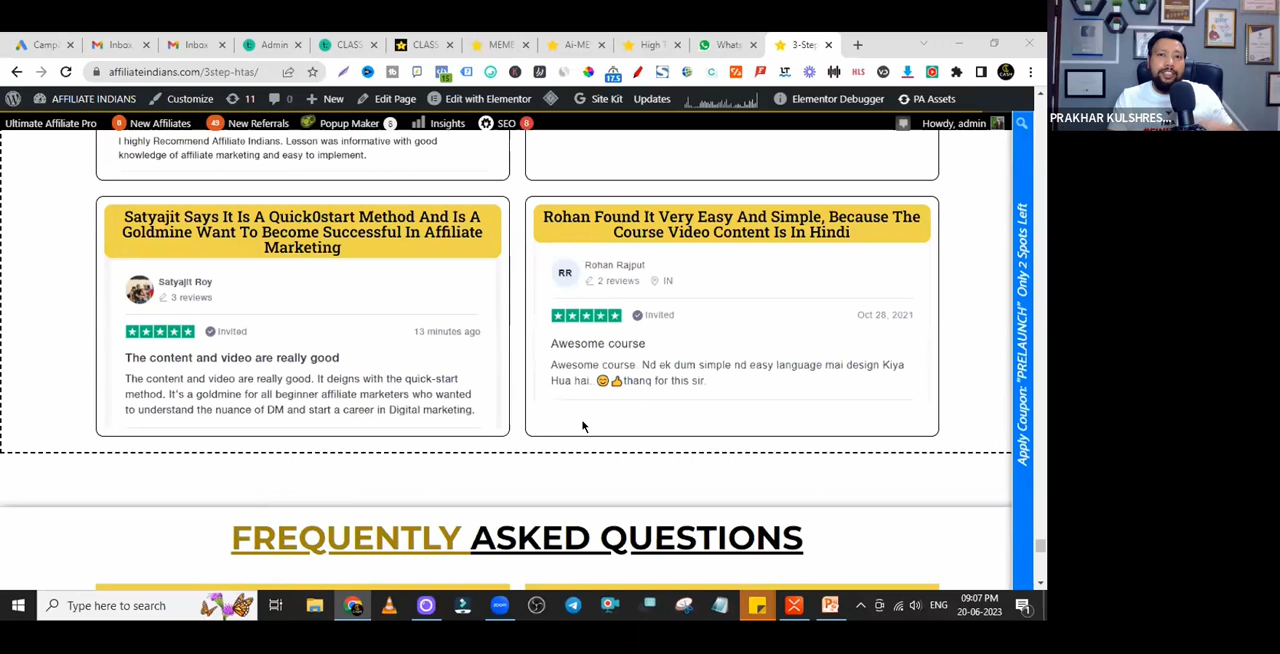 Camp
Inbox,
Inbox
Admin
CLASS
CLASS
MEME
Ai-ME
High T
Whats
3-Step
affiliateindians.com/3step-htas/
15
17.5
HLS
AFFILIATE INDIANS
Customize
11
0
New
Edit Page
Edit with Elementor
Site Kit
Updates
Elementor Debugger
PA Assets
Ultimate Affiliate Pro
0 New Affiliates
49 New Referrals
Popup Maker 8
Insights
SEO 8
Howdy, admin
PRAKHAR KULSHRES...
I highly Recommend Affiliate Indians. Lesson was informative with good
knowledge of affiliate marketing and easy to implement.
Satyajit Says It Is A Quick0start Method And Is A
Goldmine Want To Become Successful In Affiliate
Marketing
Satyajit Roy
3 reviews
Invited
13 minutes ago
The content and video are really good
The content and video are really good. It deigns with the quick-start
method. It's a goldmine for all beginner affiliate marketers who wanted
to understand the nuance of DM and start a career in Digital marketing.
Rohan Found It Very Easy And Simple, Because The
Course Video Content Is In Hindi
RR
Rohan Rajput
2 reviews IN
Invited
Oct 28, 2021
Awesome course
Awesome course. Nd ek dum simple nd easy language mai design Kiya
Hua hai..😊👍thanq for this sir.
Apply Coupon: "PRELAUNCH" Only 2 Spots Left
FREQUENTLY ASKED QUESTIONS
Type here to search
zoom
ENG
09:07 PM
20-06-2023
1